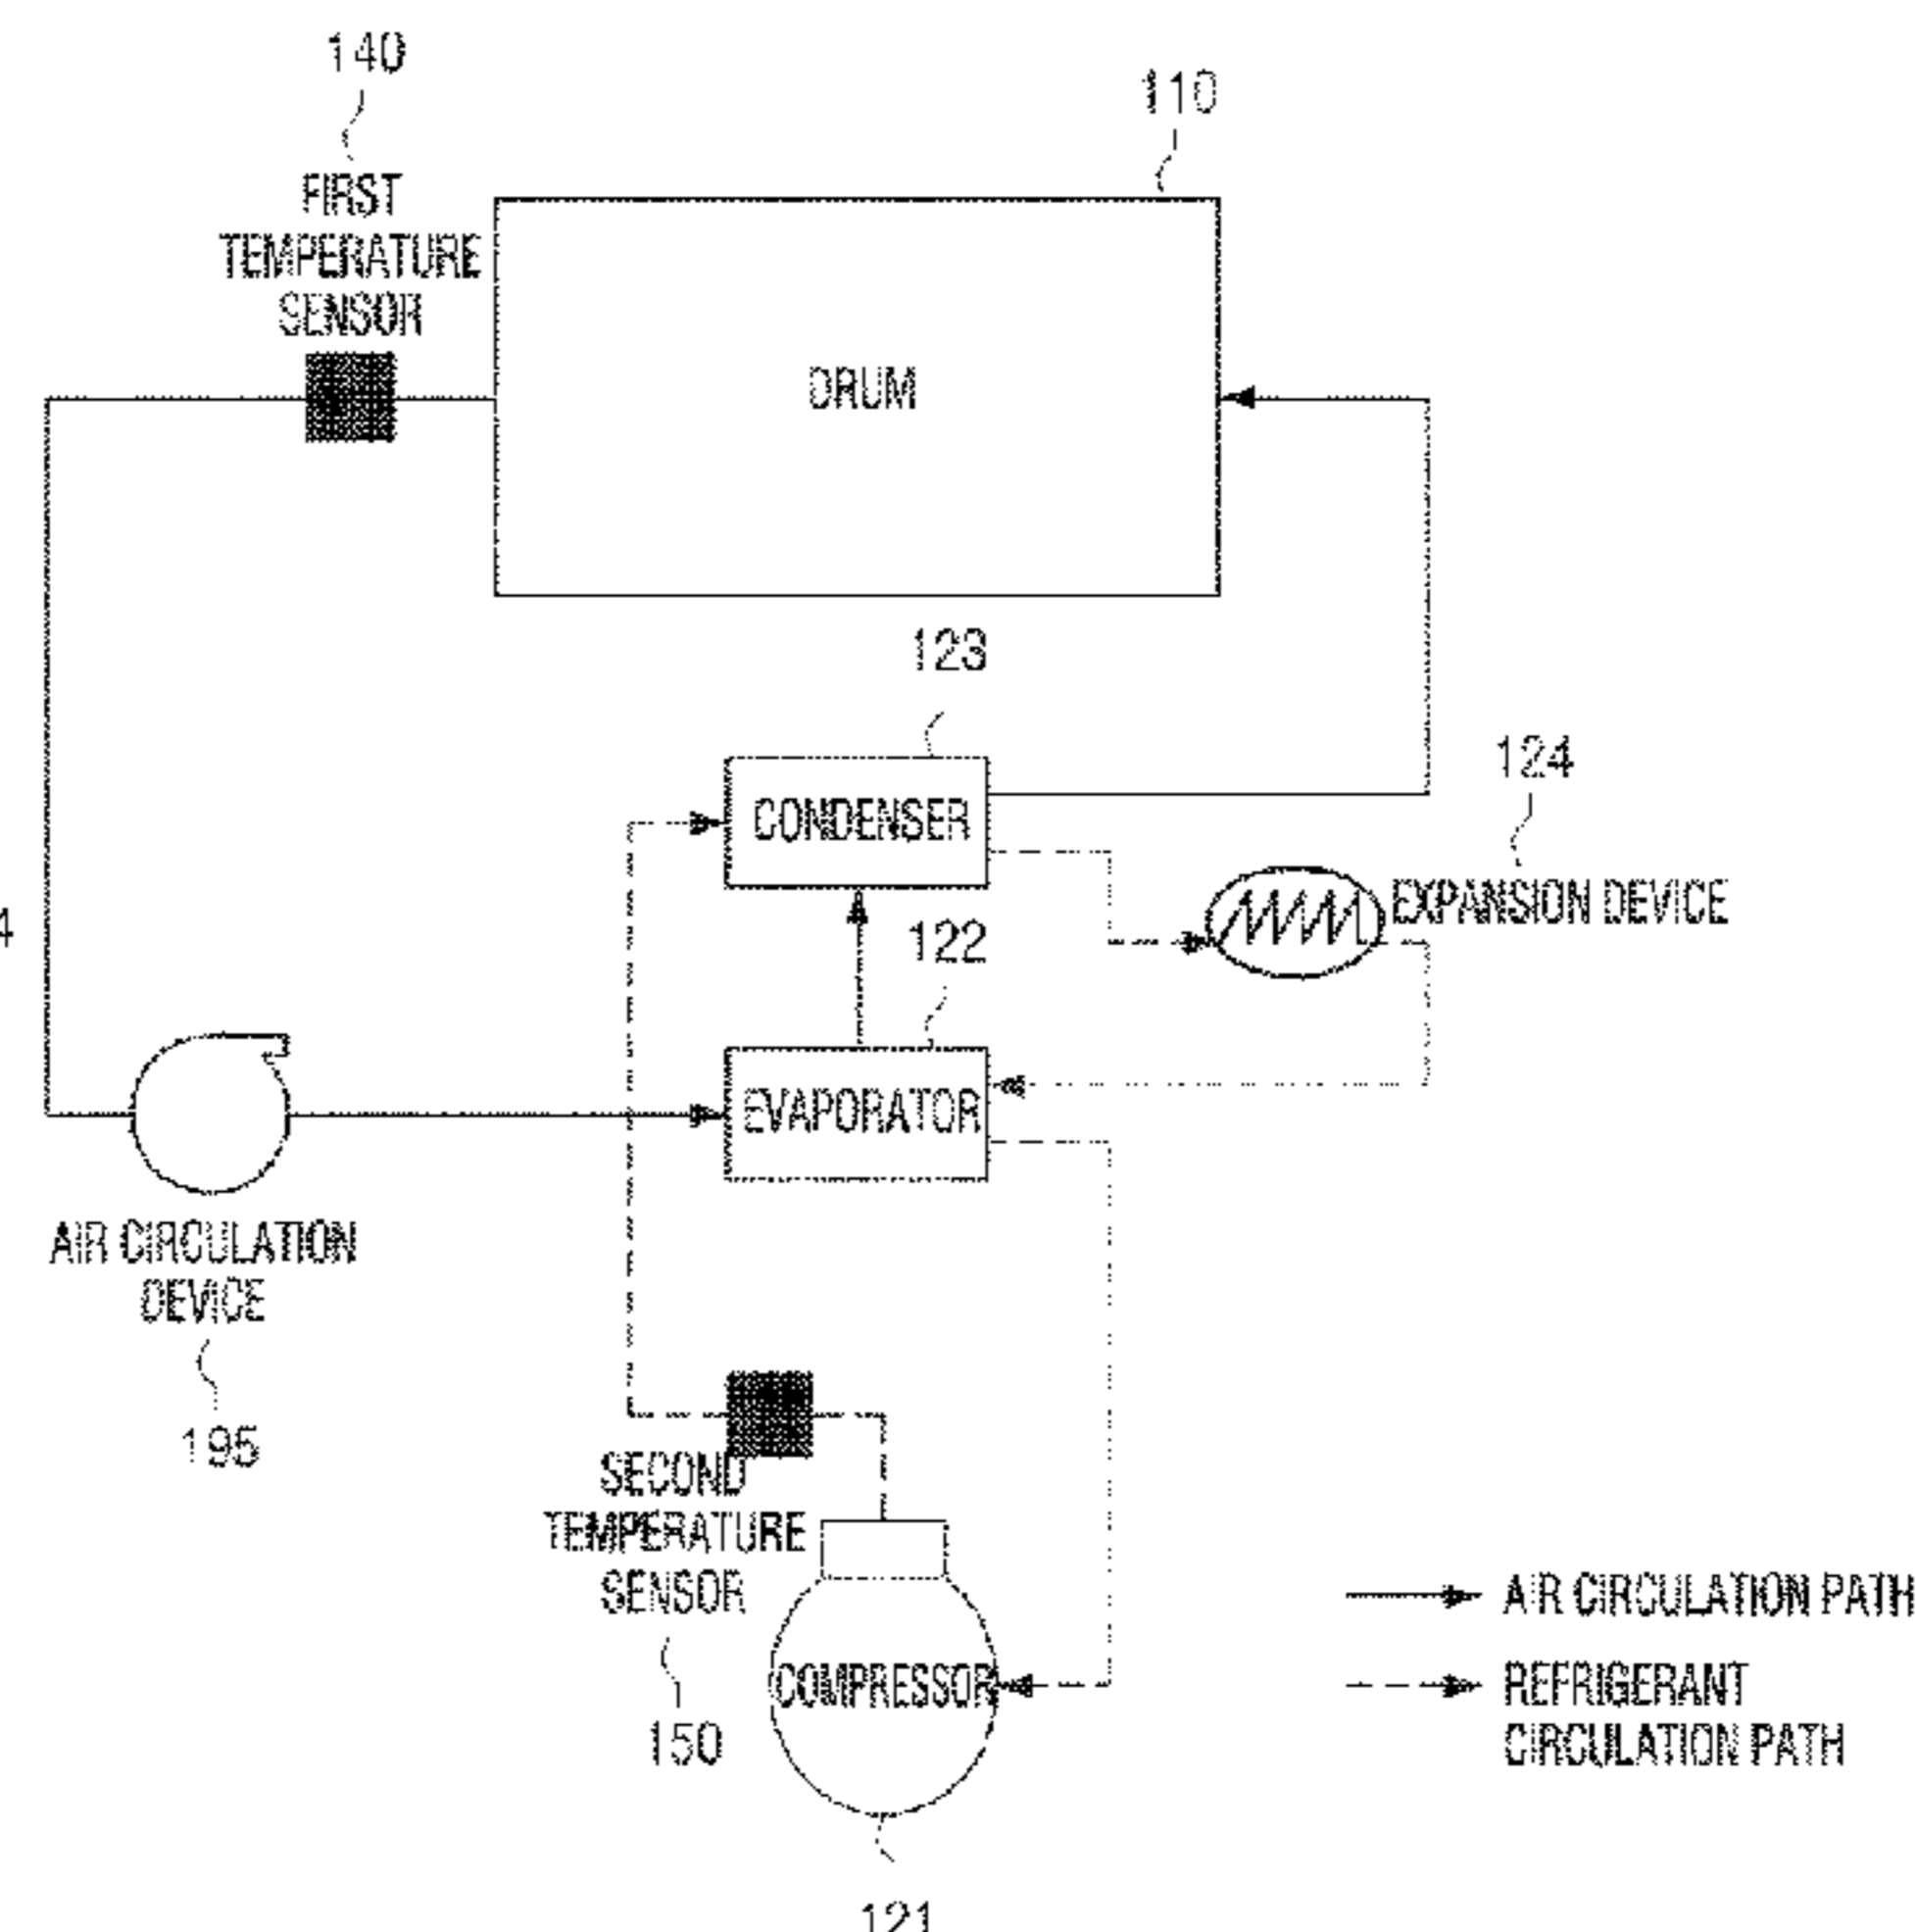 140
110
FIRST
TEMPERATURE
SENSOR
DRUM
123
124
CONDENSER
EXPANSION DEVICE
4
122
EVAPORATOR
AIR CIRCULATION
DEVICE
195
SECOND
TEMPERATURE
SENSOR
150
COMPRESSOR
121
AIR CIRCULATION PATH
REFRIGERANT
CIRCULATION PATH